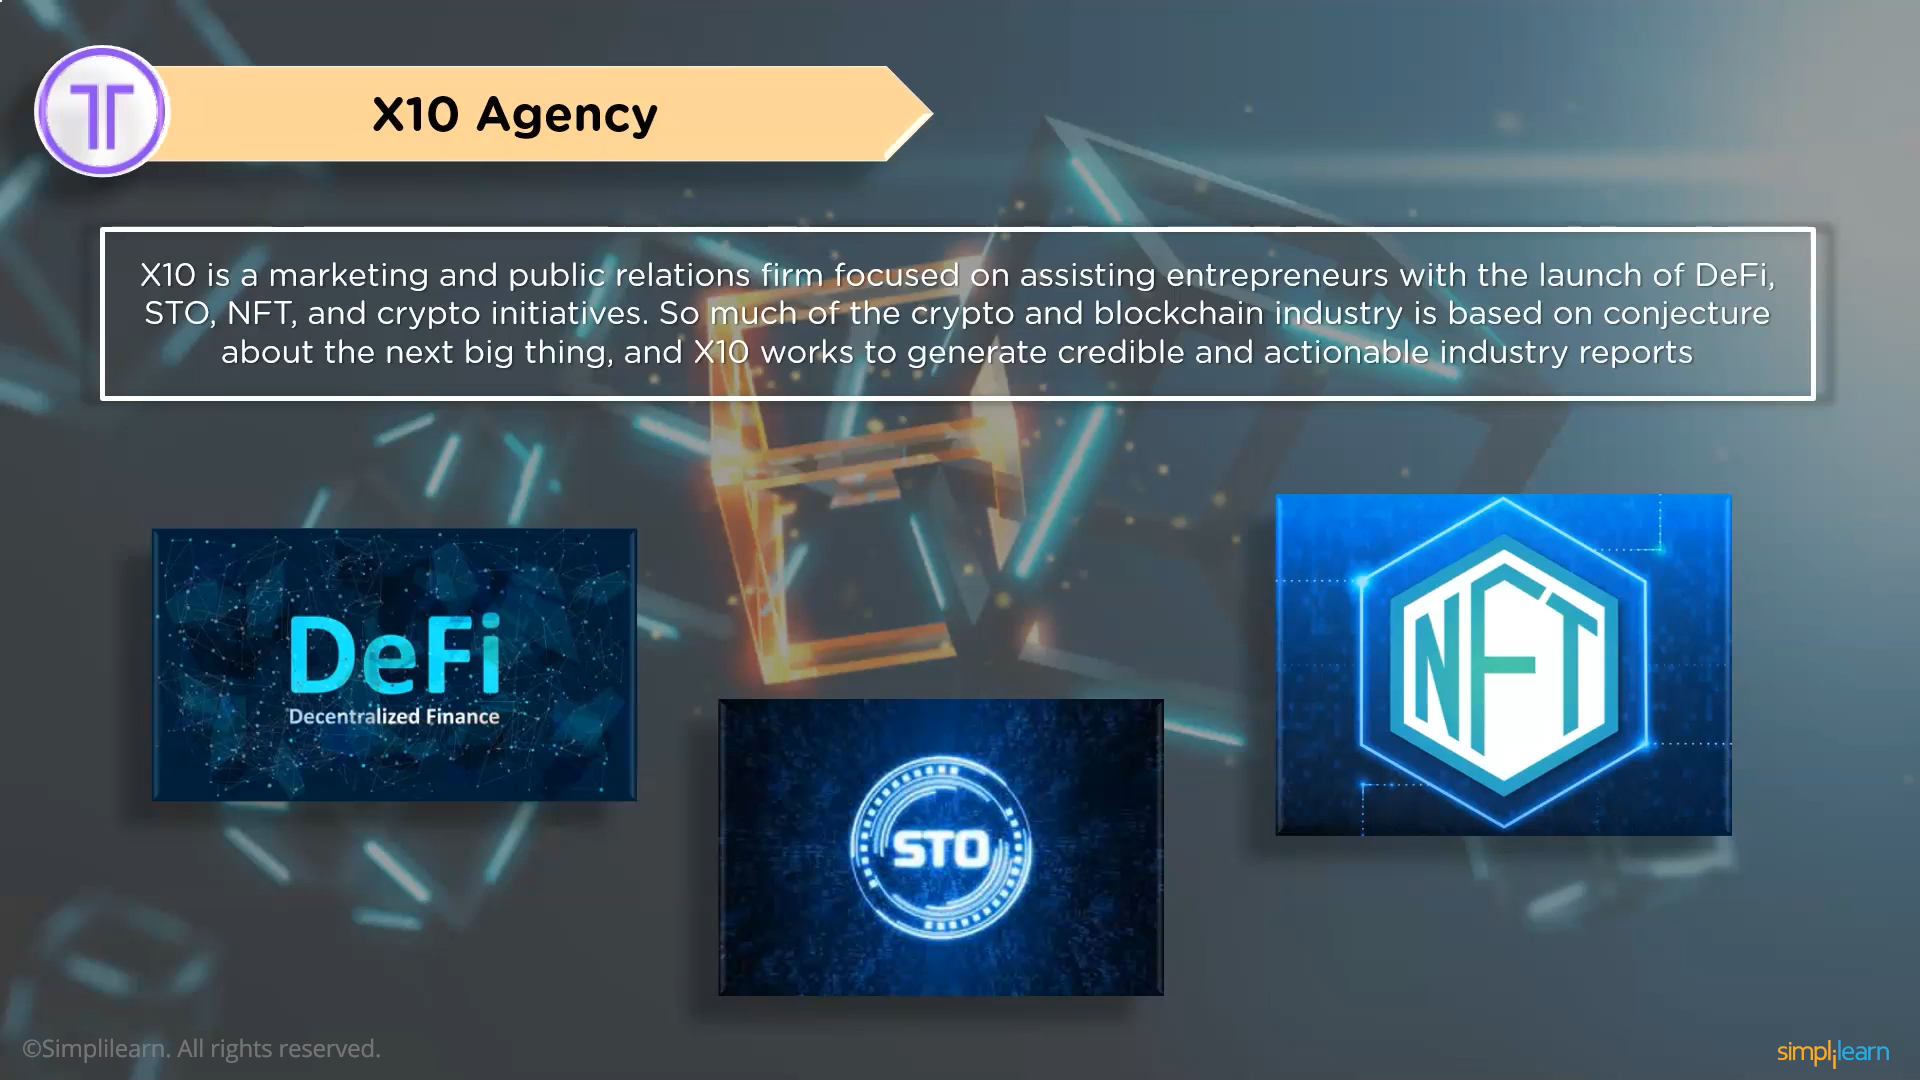 X10 Agency
X10 is a marketing and public relations firm focused on assisting entrepreneurs with the launch of DeFi,
STO, NFT, and crypto initiatives. So much of the crypto and blockchain industry is based on conjecture
about the next big thing, and X10 works to generate credible and actionable industry reports
DeFi
Decentralized Finance
NFT
STO
©Simplilearn. All rights reserved.
simplilearn